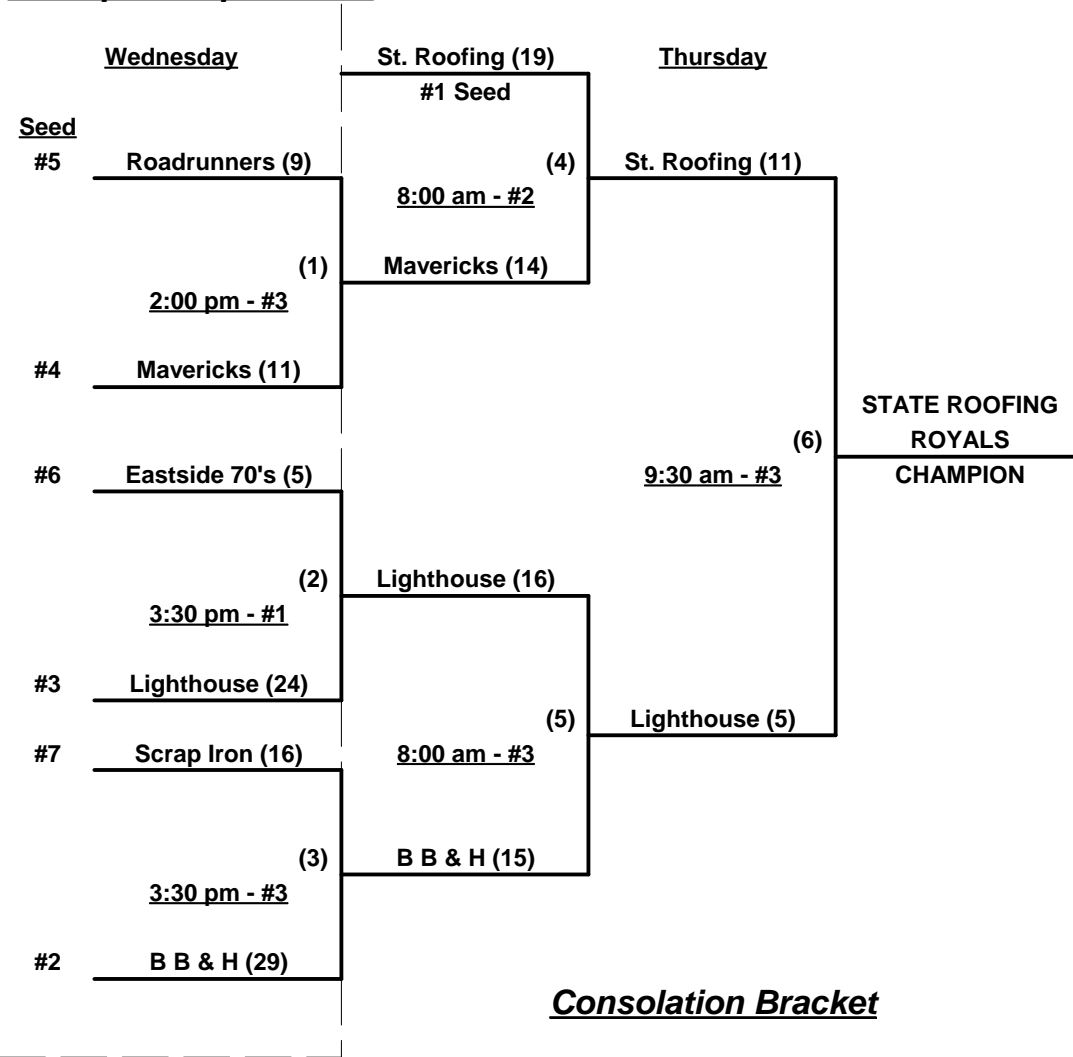 Wednesday
St. Roofing (19)
Thursday
#1 Seed
Seed
#5
Roadrunners (9)
(4)
St. Roofing (11)
8:00 am - #2
(1)
Mavericks (14)
2:00 pm - #3
#4
Mavericks (11)
STATE ROOFING
ROYALS
CHAMPION
(6)
9:30 am - #3
#6
Eastside 70's (5)
(2)
Lighthouse (16)
3:30 pm - #1
#3
Lighthouse (24)
(5)
Lighthouse (5)
8:00 am - #3
#7
Scrap Iron (16)
(3)
B B & H (15)
3:30 pm - #3
#2
B B & H (29)
Consolation Bracket